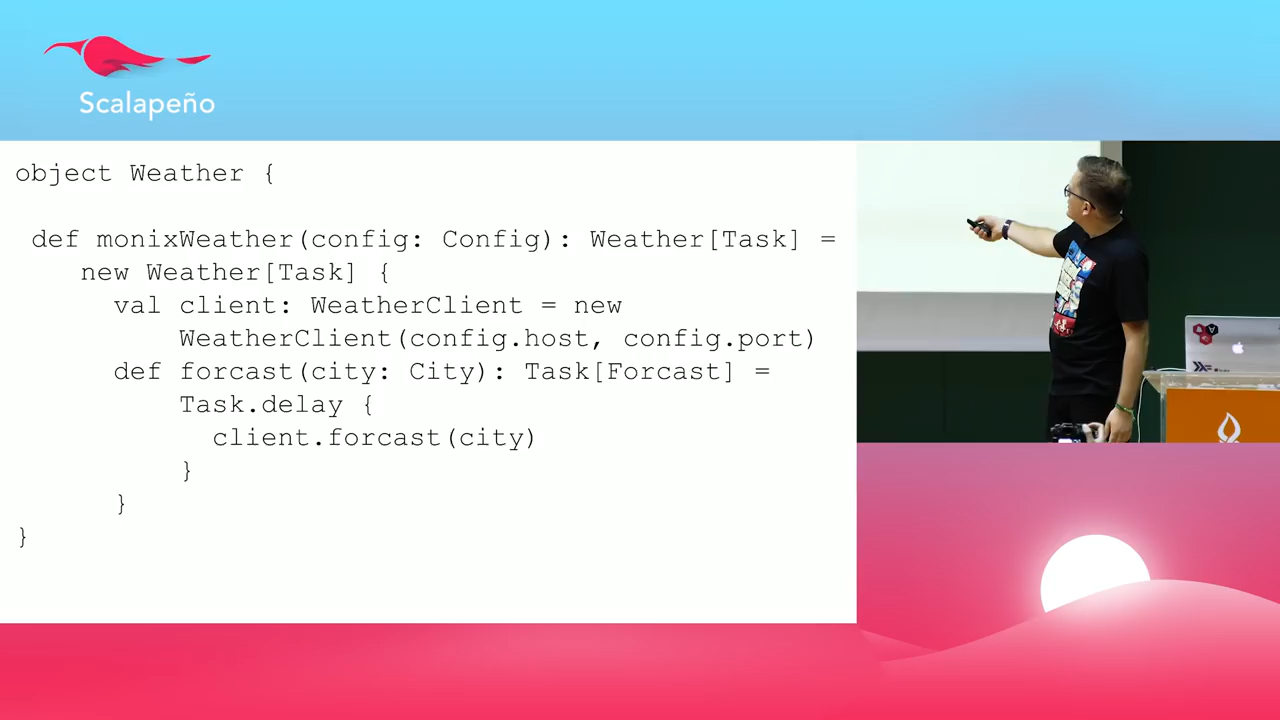 Scalapeño
object Weather {
def monixWeather(config: Config): Weather[Task] =
new Weather[Task] {
val client: WeatherClient = new
WeatherClient(config.host, config.port)
def forcast(city: City): Task[Forcast] =
Task.delay {
client.forcast(city)
}
}
}